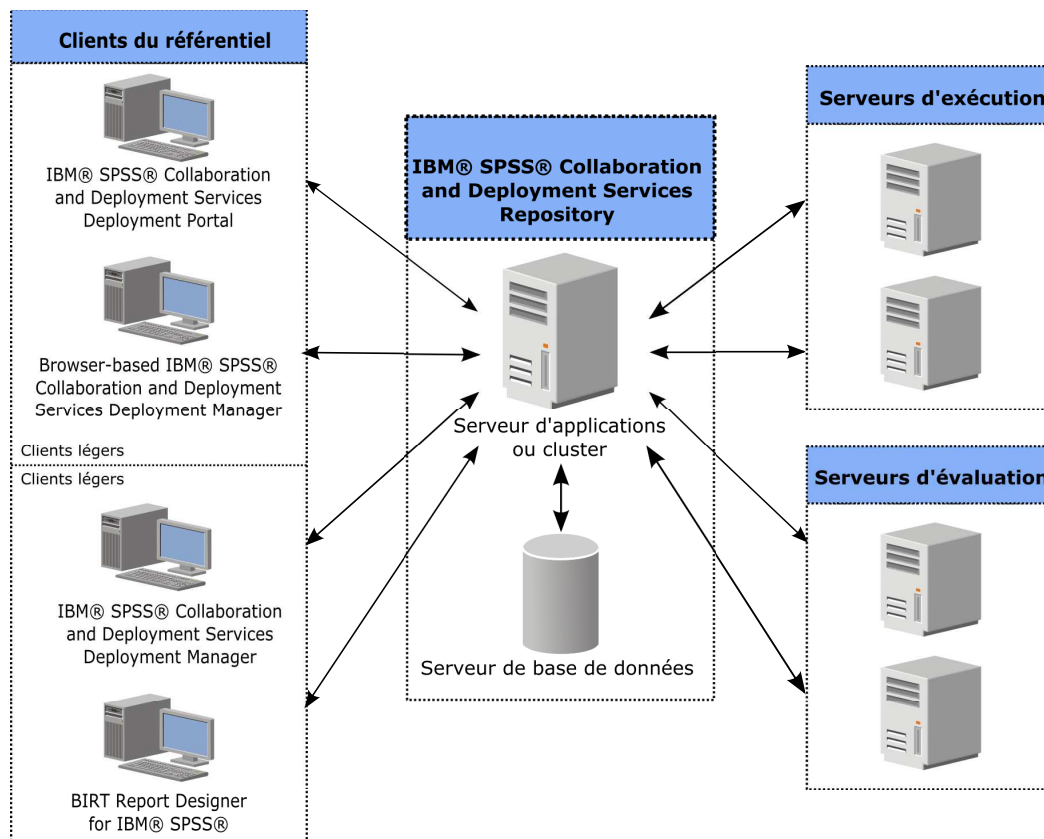 Clients du référentiel
IBM® SPSS® Collaboration
and Deployment Services
Deployment Portal
Browser-based IBM® SPSS®
Collaboration and Deployment
Services Deployment Manager
Clients légers
Clients légers
IBM® SPSS® Collaboration
and Deployment Services
Deployment Manager
BIRT Report Designer
for IBM® SPSS®
IBM® SPSS® Collaboration
and Deployment Services
Repository
Serveur d'applications
ou cluster
Serveur de base de données
Serveurs d'exécution
Serveurs d'évaluation